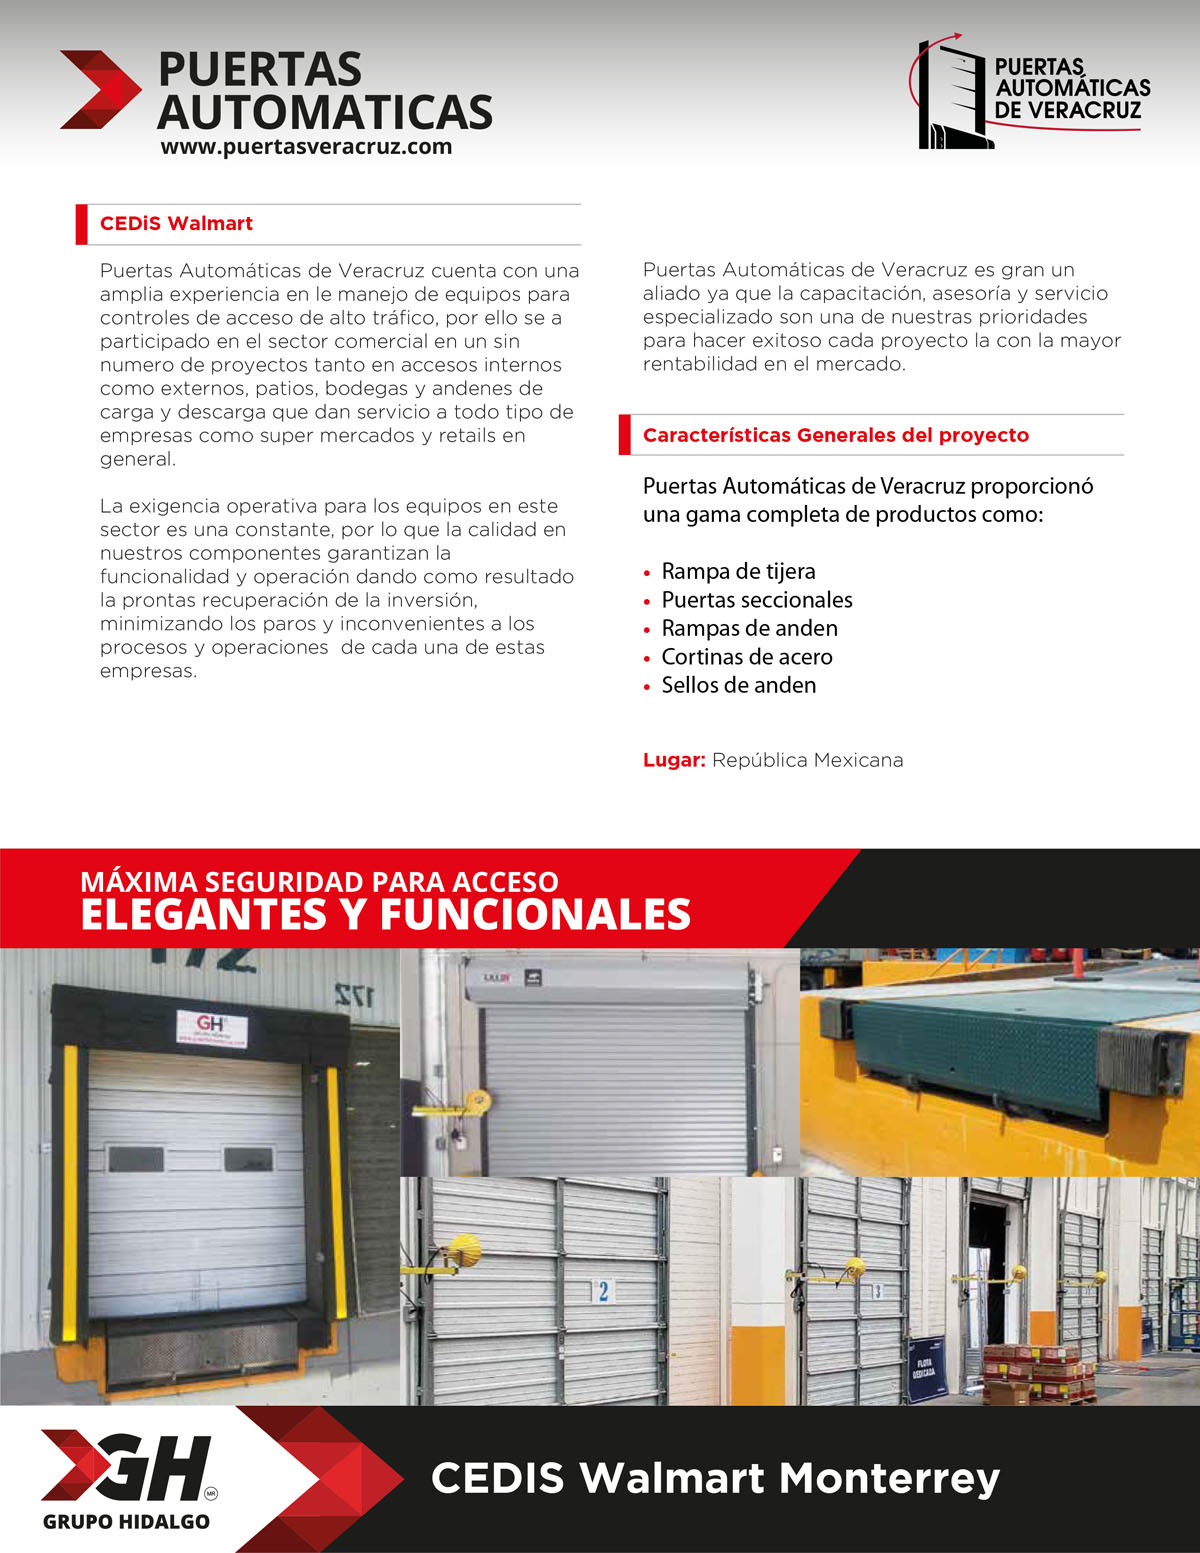 PUERTAS
AUTOMATICAS
www.puertasveracruz.com
PUERTAS
AUTOMÁTICAS
DE VERACRUZ
CEDiS Walmart
Puertas Automáticas de Veracruz cuenta con una
amplia experiencia en le manejo de equipos para
controles de acceso de alto tráfico, por ello se a
participado en el sector comercial en un sin
numero de proyectos tanto en accesos internos
como externos, patios, bodegas y andenes de
carga y descarga que dan servicio a todo tipo de
empresas como super mercados y retails en
general.
La exigencia operativa para los equipos en este
sector es una constante, por lo que la calidad en
nuestros componentes garantizan la
funcionalidad y operación dando como resultado
la prontas recuperación de la inversión,
minimizando los paros y inconvenientes a los
procesos y operaciones  de cada una de estas
empresas.
Puertas Automáticas de Veracruz es gran un
aliado ya que la capacitación, asesoría y servicio
especializado son una de nuestras prioridades
para hacer exitoso cada proyecto la con la mayor
rentabilidad en el mercado.
Características Generales del proyecto
Puertas Automáticas de Veracruz proporcionó
una gama completa de productos como:
• Rampa de tijera
• Puertas seccionales
• Rampas de anden
• Cortinas de acero
• Sellos de anden
Lugar: República Mexicana
MÁXIMA SEGURIDAD PARA ACCESO
ELEGANTES Y FUNCIONALES
172
172
GH
2
3
FLOTA
DEDICADA
GH
MR
GRUPO HIDALGO
CEDIS Walmart Monterrey